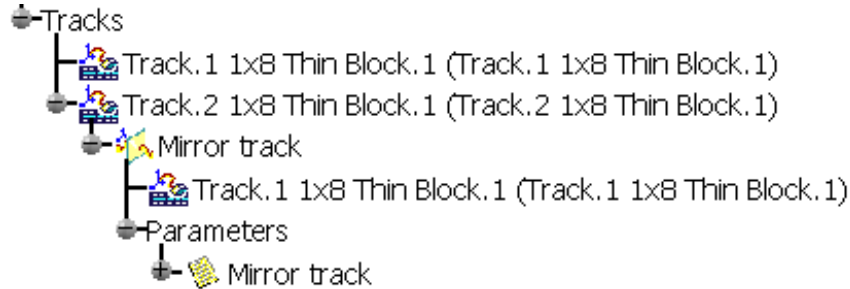 Tracks
Track.1 1x8 Thin Block.1 (Track.1 1x8 Thin Block.1)
Track.2 1x8 Thin Block.1 (Track.2 1x8 Thin Block.1)
Mirror track
Track.1 1x8 Thin Block.1 (Track.1 1x8 Thin Block.1)
Parameters
Mirror track